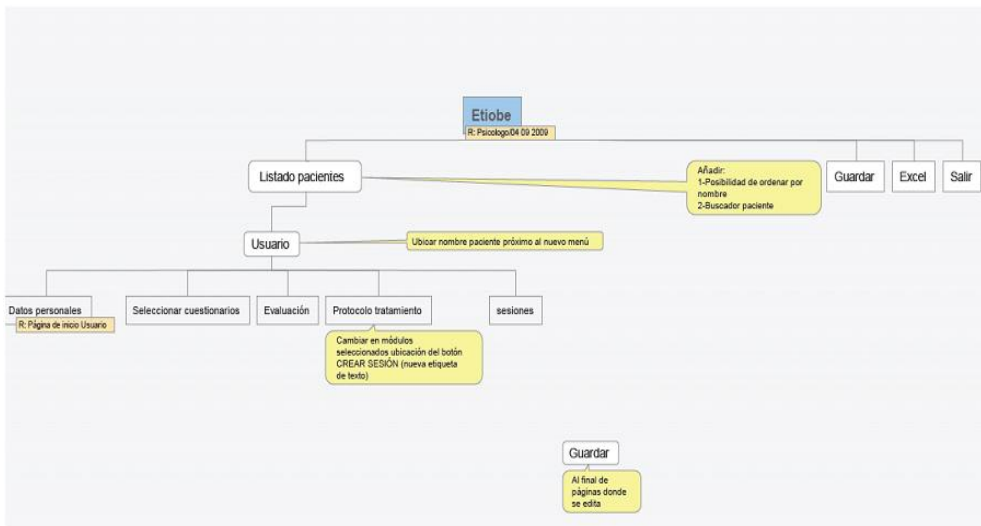 Etiobe
R: Psicologo/04 09 2009
Listado pacientes
Añadir:
1-Posibilidad de ordenar por
nombre
2-Buscador paciente
Guardar
Excel
Salir
Usuario
Ubicar nombre paciente próximo al nuevo menú
Datos personales
R: Página de inicio Usuario
Seleccionar cuestionarios
Evaluación
Protocolo tratamiento
sesiones
Cambiar en módulos
seleccionados ubicación del botón
CREAR SESIÓN (nueva etiqueta
de texto)
Guardar
Al final de
páginas donde
se edita